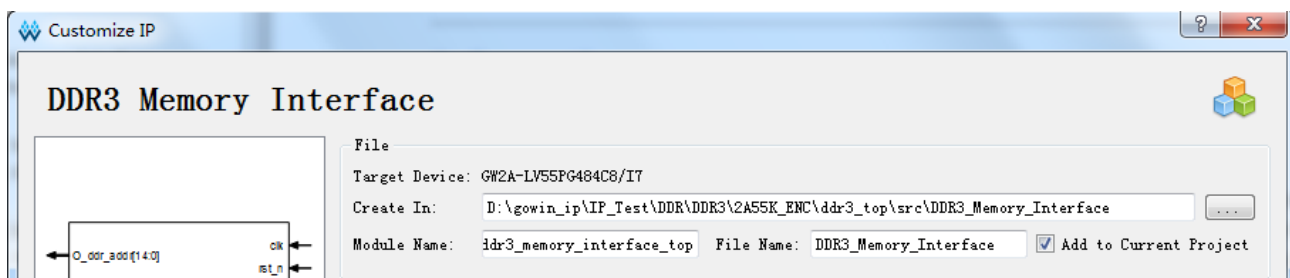 Customize IP
DDR3 Memory Interface
File
Target Device: GW2A-LV55PG484C8/I7
Create In: D:\gowin_ip\IP_Test\DDR\DDR3\2A55K_ENC\ddr3_top\src\DDR3_Memory_Interface ...
Module Name: ddr3_memory_interface_top File Name: DDR3_Memory_Interface Add to Current Project
clk
O_ddr_addr[14:0]
rst_n